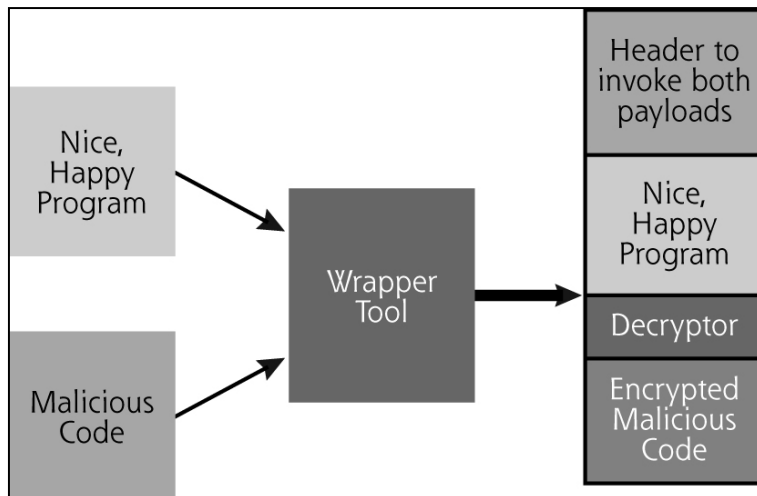 Nice,
Happy
Program
Malicious
Code
Wrapper
Tool
Header to
invoke both
payloads
Nice,
Happy
Program
Decryptor
Encrypted
Malicious
Code